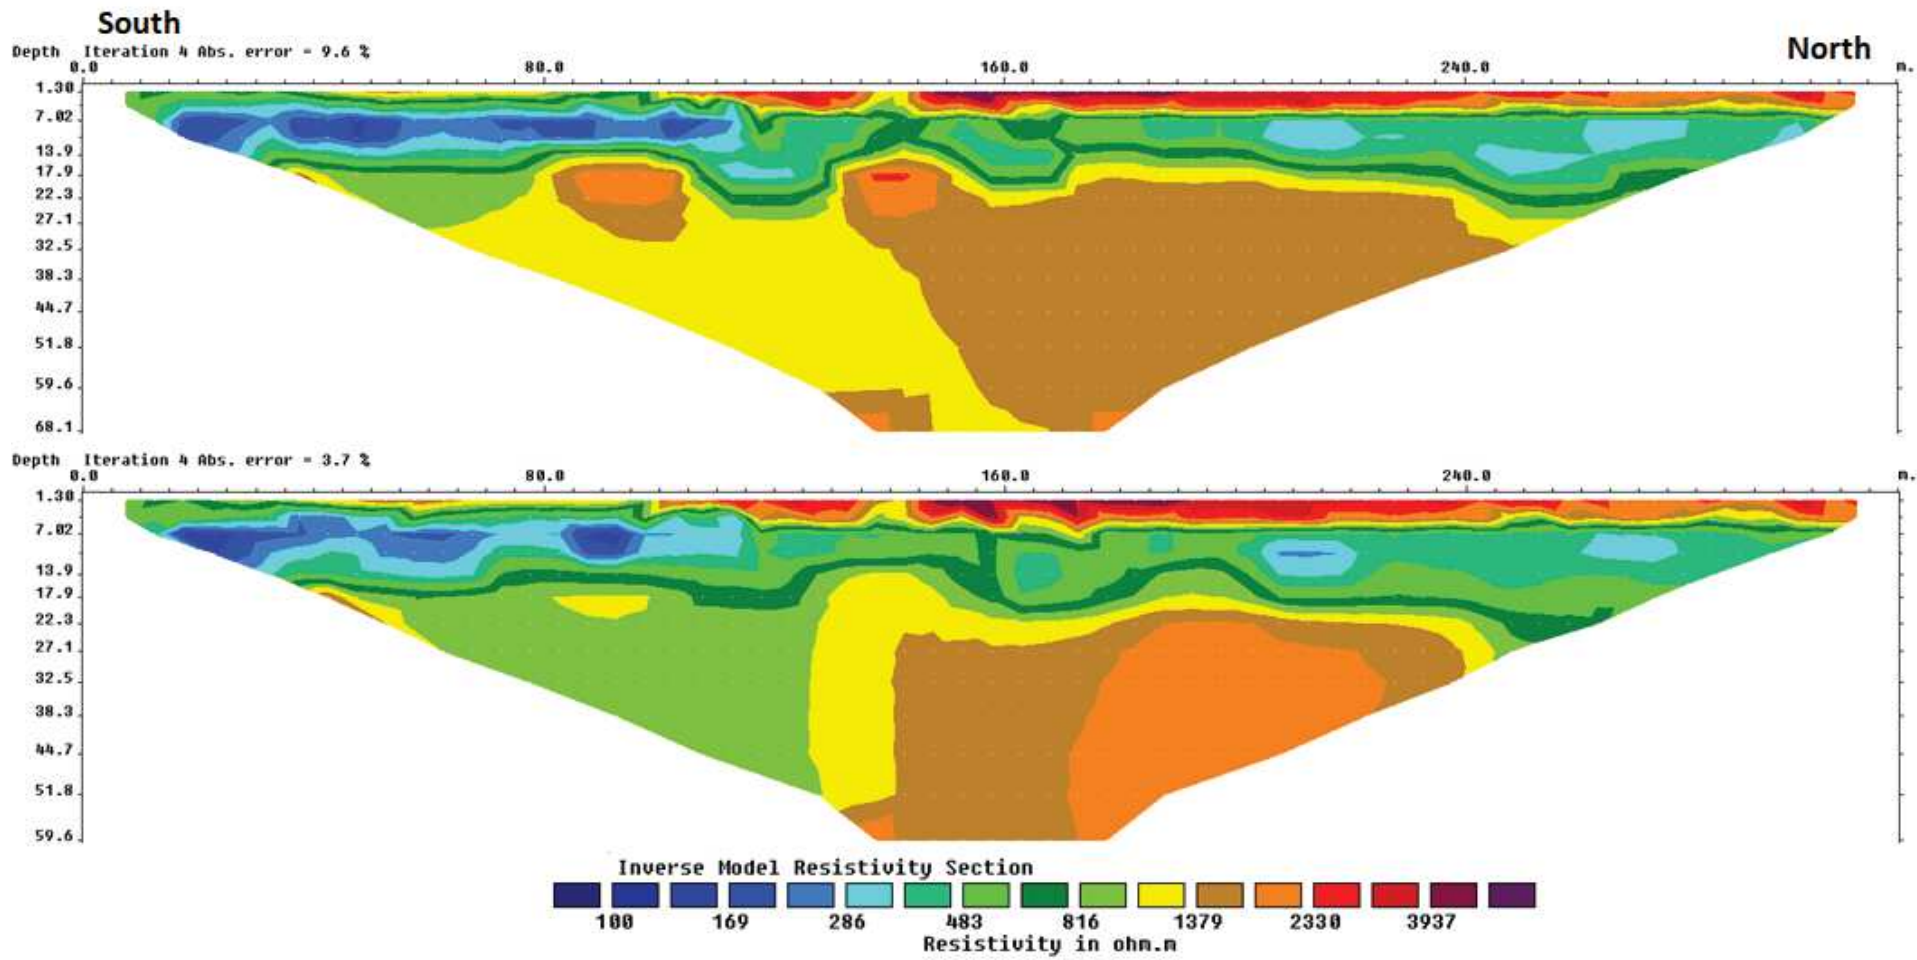 South
North
Depth Iteration 4 Abs. error = 9.6 %
0.0 80.0 160.0 240.0 m.
1.30
7.02
13.9
17.9
22.3
27.1
32.5
38.3
44.7
51.8
59.6
68.1
Depth Iteration 4 Abs. error = 3.7 %
0.0 80.0 160.0 240.0 m.
1.30
7.02
13.9
17.9
22.3
27.1
32.5
38.3
44.7
51.8
59.6
Inverse Model Resistivity Section
100 169 286 483 816 1379 2330 3937
Resistivity in ohm.m